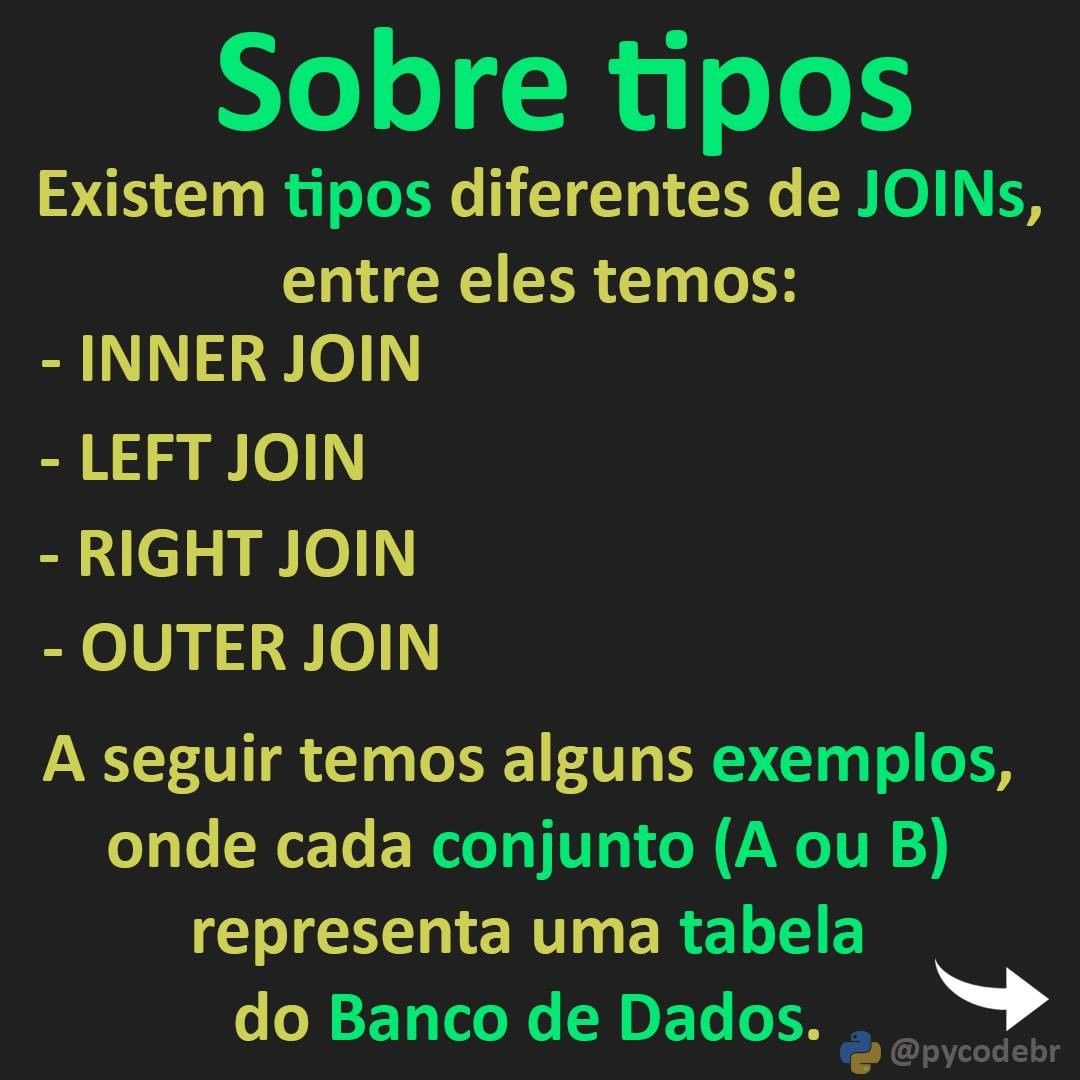 Sobre tipos
Existem tipos diferentes de JOINs,
entre eles temos:
- INNER JOIN
- LEFT JOIN
- RIGHT JOIN
- OUTER JOIN
A seguir temos alguns exemplos,
onde cada conjunto (A ou B)
representa uma tabela
do Banco de Dados.
@pycodebr